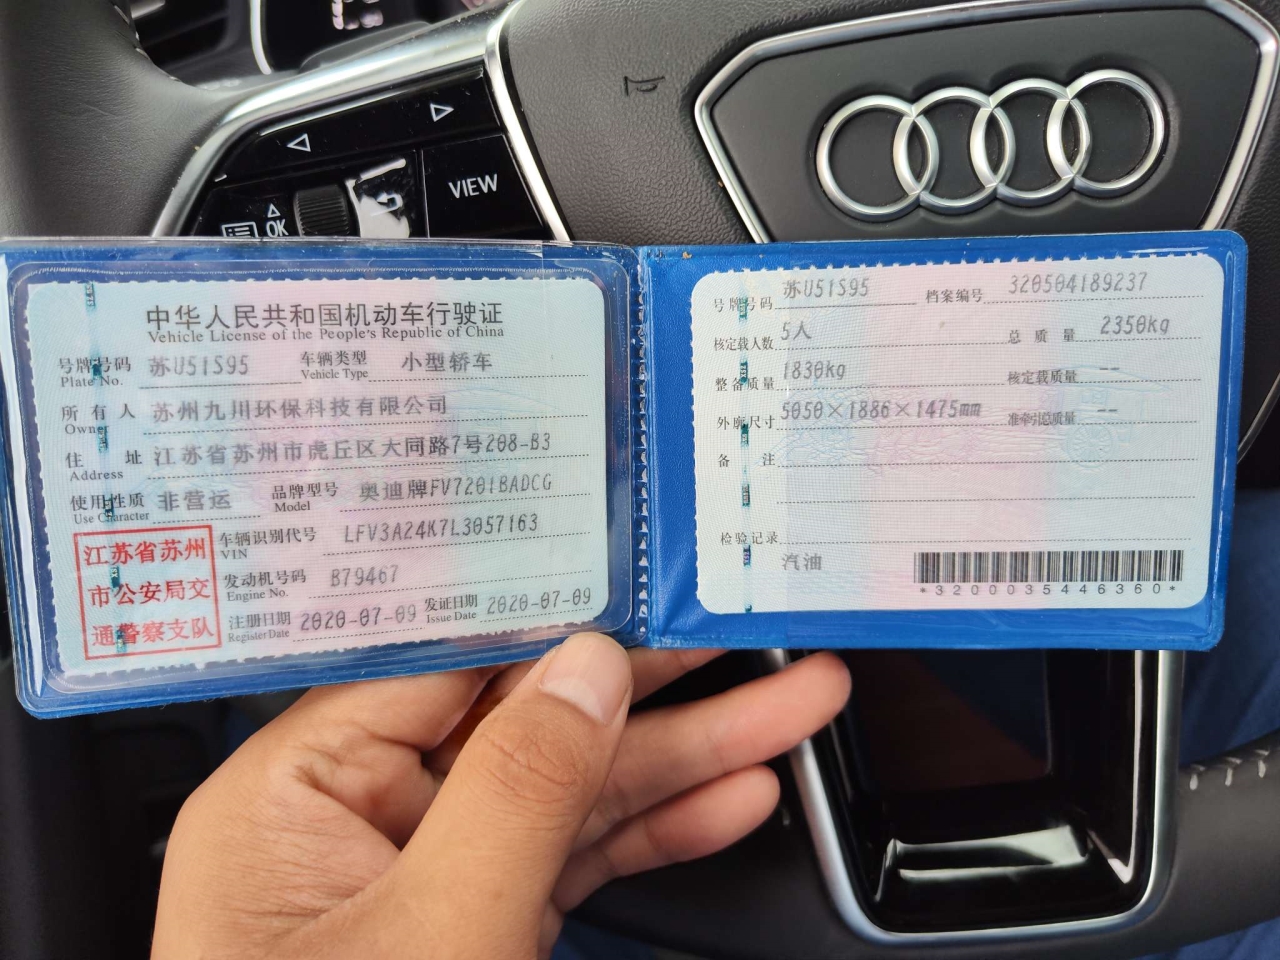 VIEW
OK
中华人民共和国机动车行驶证
Vehicle License of the People's Republic of China
号牌号码 苏U51S95 车辆类型 小型轿车
Plate No. Vehicle Type
所有人 苏州九川环保科技有限公司
Owner
住址 江苏省苏州市虎丘区大同路7号208-B3
Address
使用性质 非营运 品牌型号 奥迪牌FV7201BADCG
Use Character Model
江苏省苏州
市公安局交
通警察支队
车辆识别代号 LFV3A24K7L3057163
VIN
发动机号码 B79467
Engine No.
注册日期 2020-07-09 发证日期 2020-07-09
Register Date Issue Date
号牌号码 苏U51S95 档案编号 320504189237
核定载人数 5人 总质量 2350kg
整备质量 1830kg 核定载质量 --
外廓尺寸 5050×1886×1475mm 准牵引总质量 --
备注
检验记录
汽油
*3200035446360*